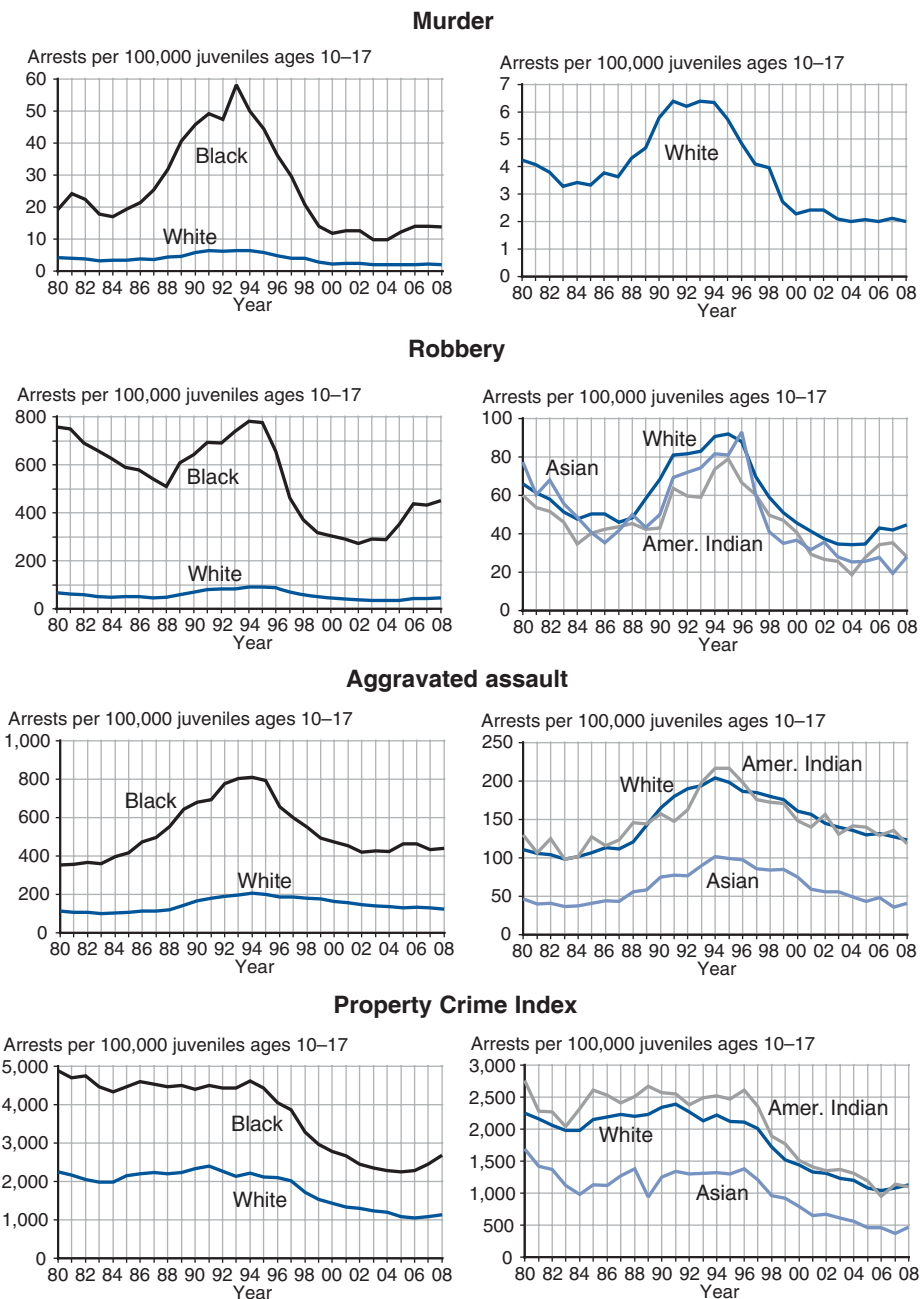 Murder
Arrests per 100,000 juveniles ages 10–17
60
50
40
30
20
10
0
Black
White
80 82 84 86 88 90 92 94 96 98 00 02 04 06 08
Year
Arrests per 100,000 juveniles ages 10–17
7
6
5
4
3
2
1
0
White
80 82 84 86 88 90 92 94 96 98 00 02 04 06 08
Year
Robbery
Arrests per 100,000 juveniles ages 10–17
800
600
400
200
0
Black
White
80 82 84 86 88 90 92 94 96 98 00 02 04 06 08
Year
Arrests per 100,000 juveniles ages 10–17
100
80
60
40
20
0
White
Asian
Amer. Indian
80 82 84 86 88 90 92 94 96 98 00 02 04 06 08
Year
Aggravated assault
Arrests per 100,000 juveniles ages 10–17
1,000
800
600
400
200
0
Black
White
80 82 84 86 88 90 92 94 96 98 00 02 04 06 08
Year
Arrests per 100,000 juveniles ages 10–17
250
200
150
100
50
0
Amer. Indian
White
Asian
80 82 84 86 88 90 92 94 96 98 00 02 04 06 08
Year
Property Crime Index
Arrests per 100,000 juveniles ages 10–17
5,000
4,000
3,000
2,000
1,000
0
Black
White
80 82 84 86 88 90 92 94 96 98 00 02 04 06 08
Year
Arrests per 100,000 juveniles ages 10–17
3,000
2,500
2,000
1,500
1,000
500
0
Amer. Indian
White
Asian
80 82 84 86 88 90 92 94 96 98 00 02 04 06 08
Year